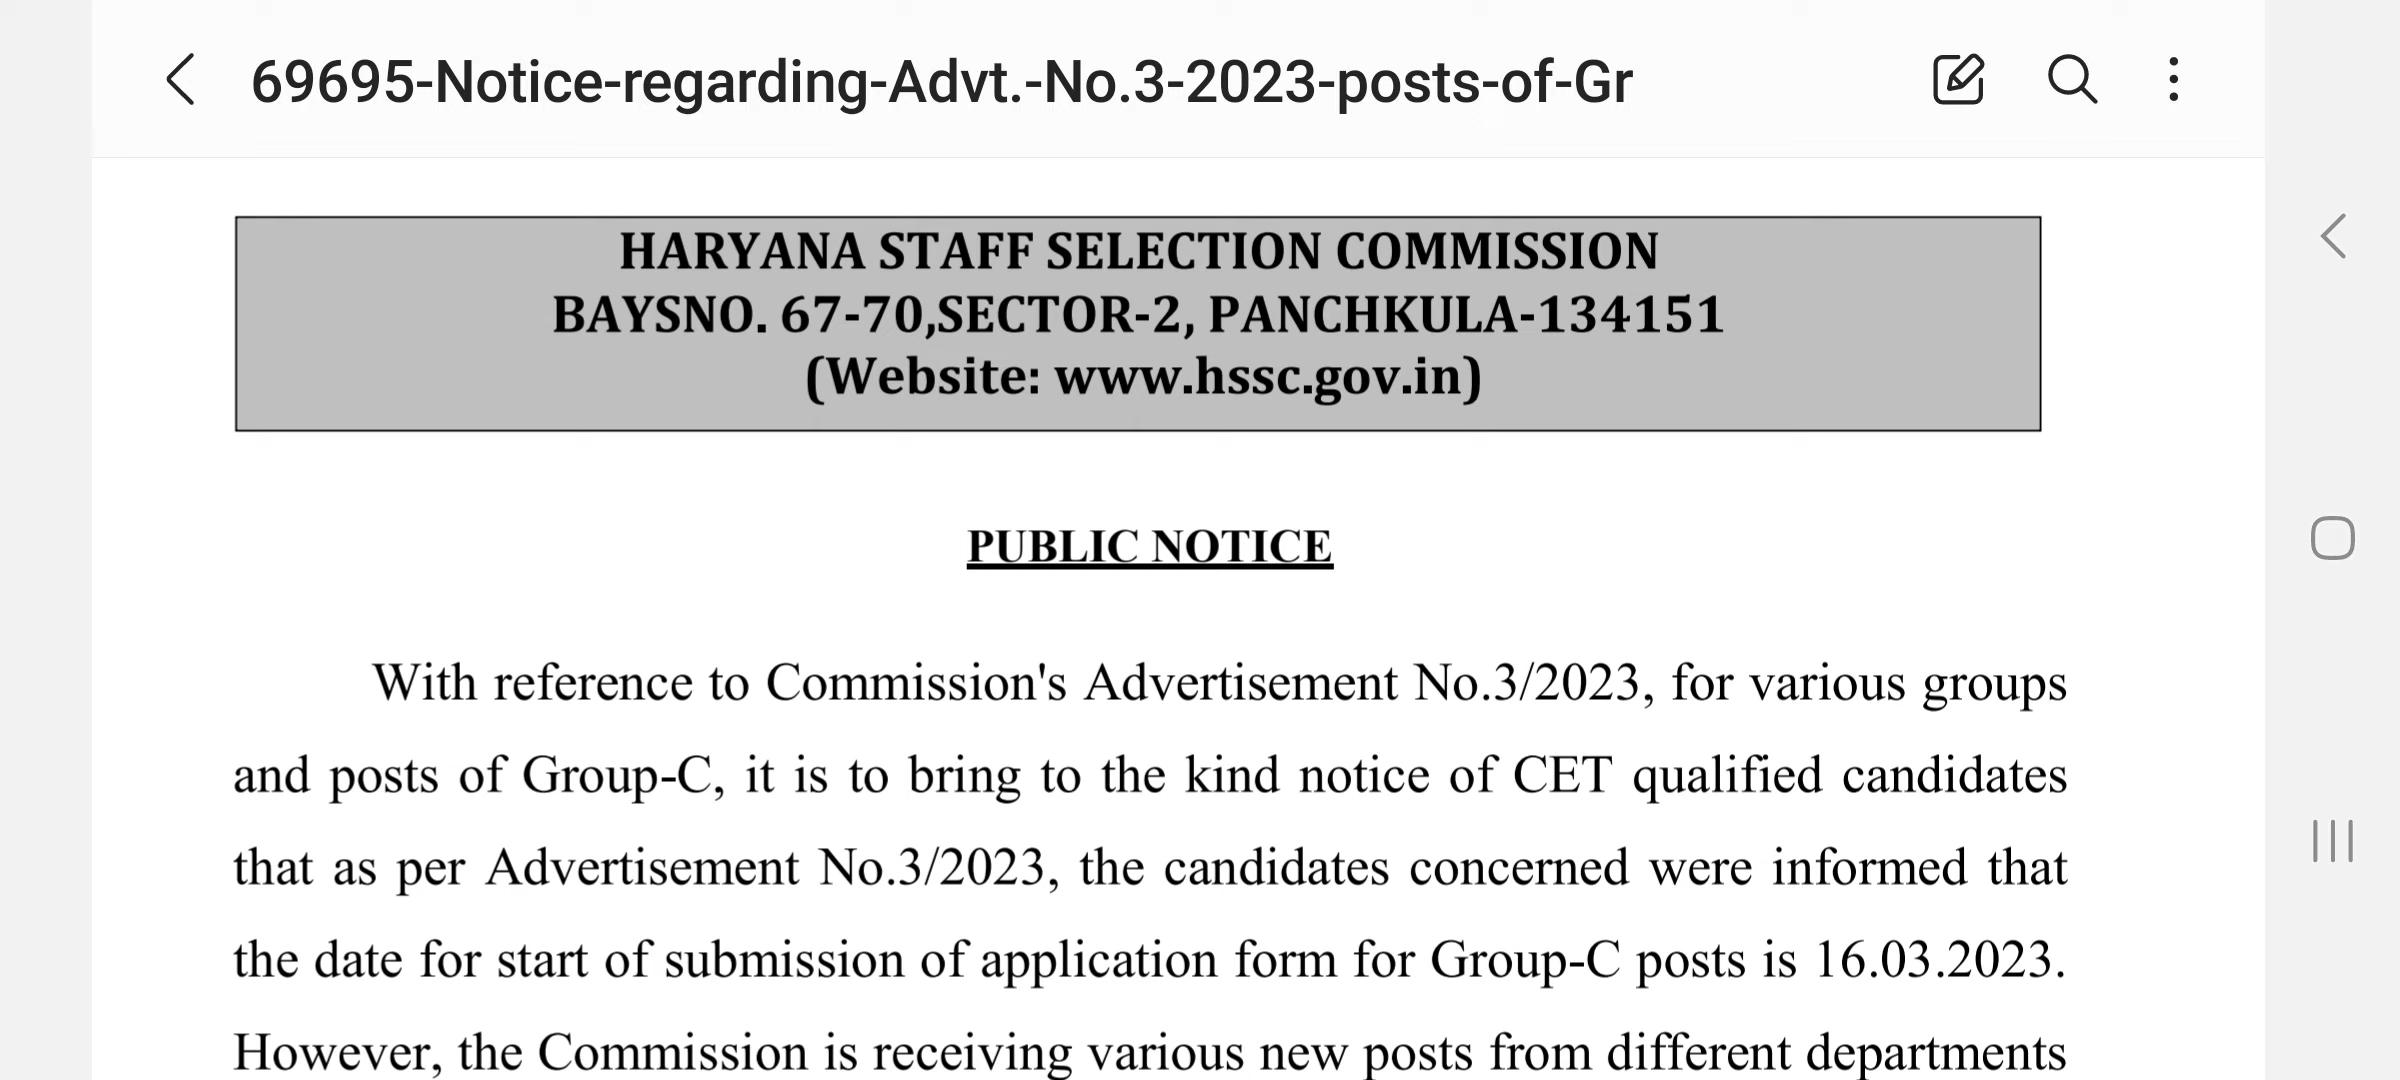 69695-Notice-regarding-Advt.-No.3-2023-posts-of-Gr
HARYANA STAFF SELECTION COMMISSION
BAYSNO. 67-70,SECTOR-2, PANCHKULA-134151
(Website: www.hssc.gov.in)
PUBLIC NOTICE
With reference to Commission's Advertisement No.3/2023, for various groups
and posts of Group-C, it is to bring to the kind notice of CET qualified candidates
that as per Advertisement No.3/2023, the candidates concerned were informed that
the date for start of submission of application form for Group-C posts is 16.03.2023.
However, the Commission is receiving various new posts from different departments